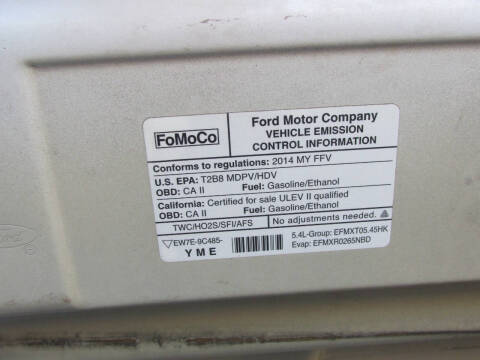 FoMoCo
Ford Motor Company
VEHICLE EMISSION
CONTROL INFORMATION
Conforms to regulations: 2014 MY FFV
U.S. EPA: T2B8 MDPV/HDV
OBD: CA II Fuel: Gasoline/Ethanol
California: Certified for sale ULEV II qualified
OBD: CA II Fuel: Gasoline/Ethanol
TWC/HO2S/SFI/AFS No adjustments needed.
EW7E-9C485-
YME
5.4L-Group: EFMXT05.45HK
Evap: EFMXR0265NBD
Ford